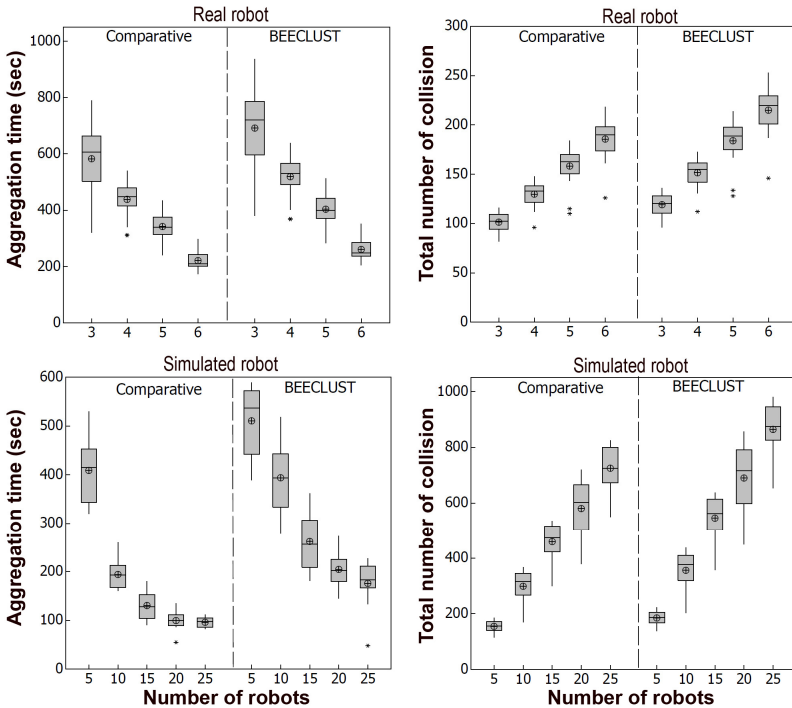 Real robot
Comparative BEECLUST
Aggregation time (sec)
1000
800
600
400
200
0
3 4 5 6 3 4 5 6
Real robot
Comparative BEECLUST
Total number of collision
300
250
200
150
100
50
0
3 4 5 6 3 4 5 6
Simulated robot
Comparative BEECLUST
Aggregation time (sec)
600
500
400
300
200
100
0
5 10 15 20 25 5 10 15 20 25
Number of robots
Simulated robot
Comparative BEECLUST
Total number of collision
1000
800
600
400
200
0
5 10 15 20 25 5 10 15 20 25
Number of robots